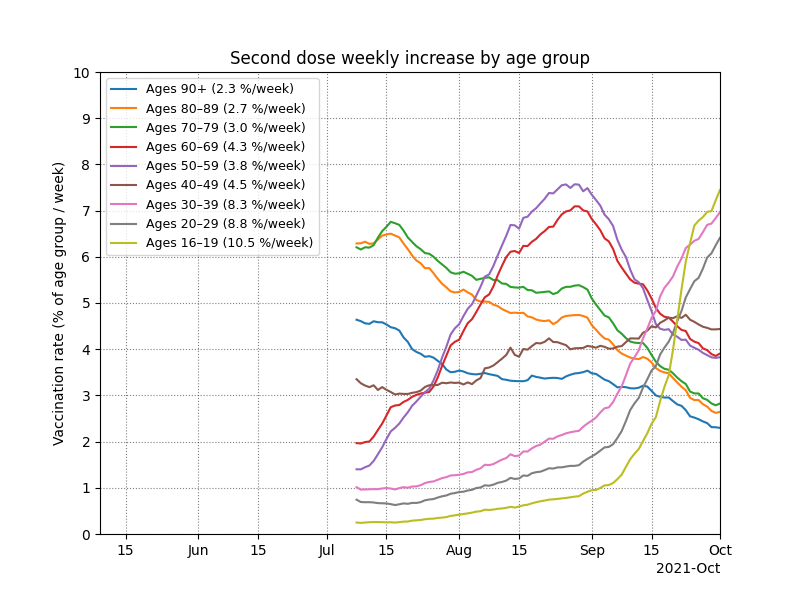 Second dose weekly increase by age group
Vaccination rate (% of age group / week)
10
9
8
7
6
5
4
3
2
1
0
Ages 90+ (2.3 %/week)
Ages 80–89 (2.7 %/week)
Ages 70–79 (3.0 %/week)
Ages 60–69 (4.3 %/week)
Ages 50–59 (3.8 %/week)
Ages 40–49 (4.5 %/week)
Ages 30–39 (8.3 %/week)
Ages 20–29 (8.8 %/week)
Ages 16–19 (10.5 %/week)
15 Jun 15 Jul 15 Aug 15 Sep 15 Oct
2021-Oct